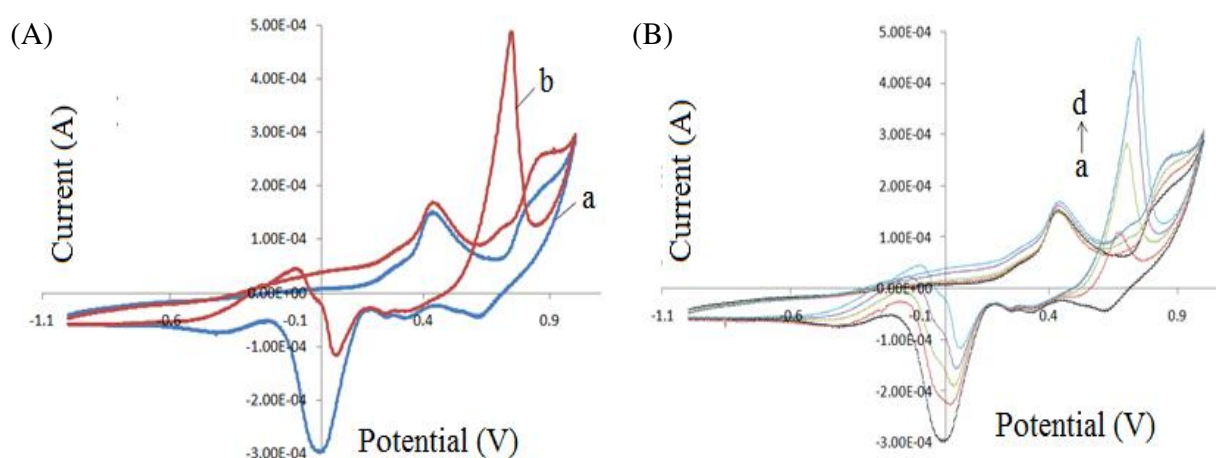 (A)
5.00E-04
4.00E-04
3.00E-04
2.00E-04
1.00E-04
0.00E+00
-1.00E-04
-2.00E-04
-3.00E-04
-1.1
-0.6
-0.1
0.4
0.9
Current (A)
Potential (V)
b
a
(B)
5.00E-04
4.00E-04
3.00E-04
2.00E-04
1.00E-04
0.00E+00
-1.00E-04
-2.00E-04
-3.00E-04
-1.1
-0.6
-0.1
0.4
0.9
Current (A)
Potential (V)
d
a